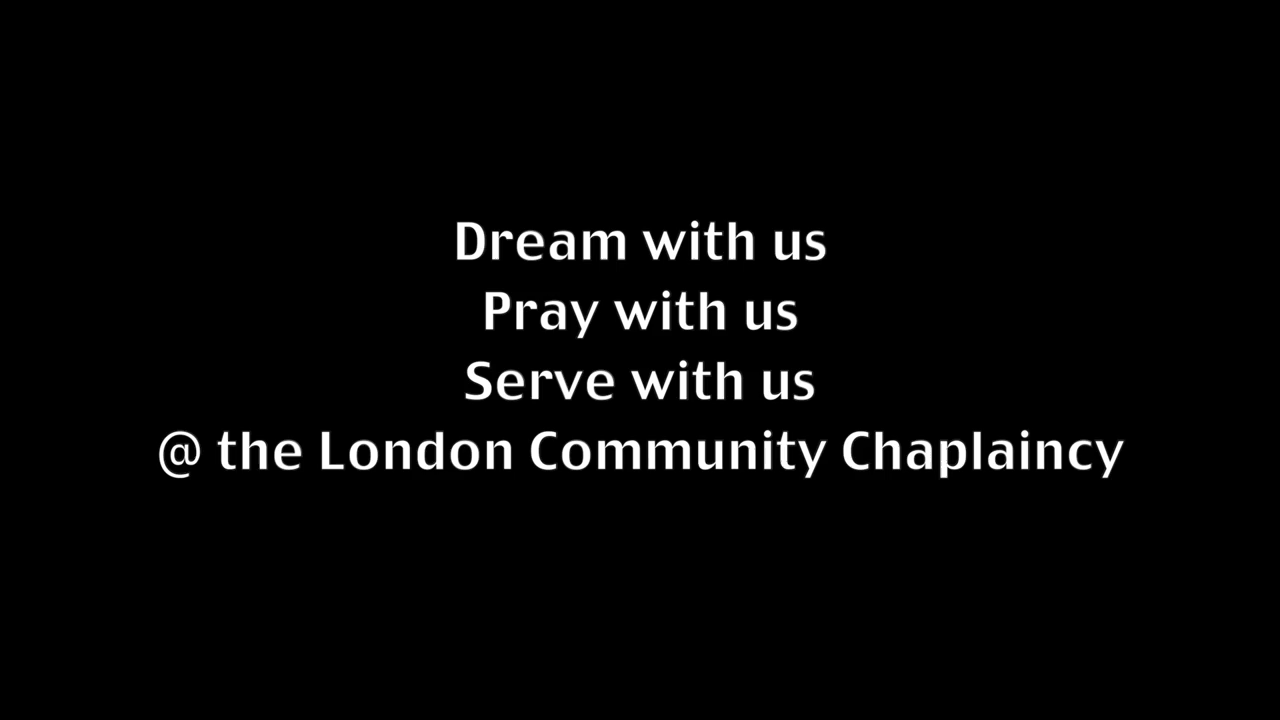 Dream with us
Pray with us
Serve with us
@ the London Community Chaplaincy